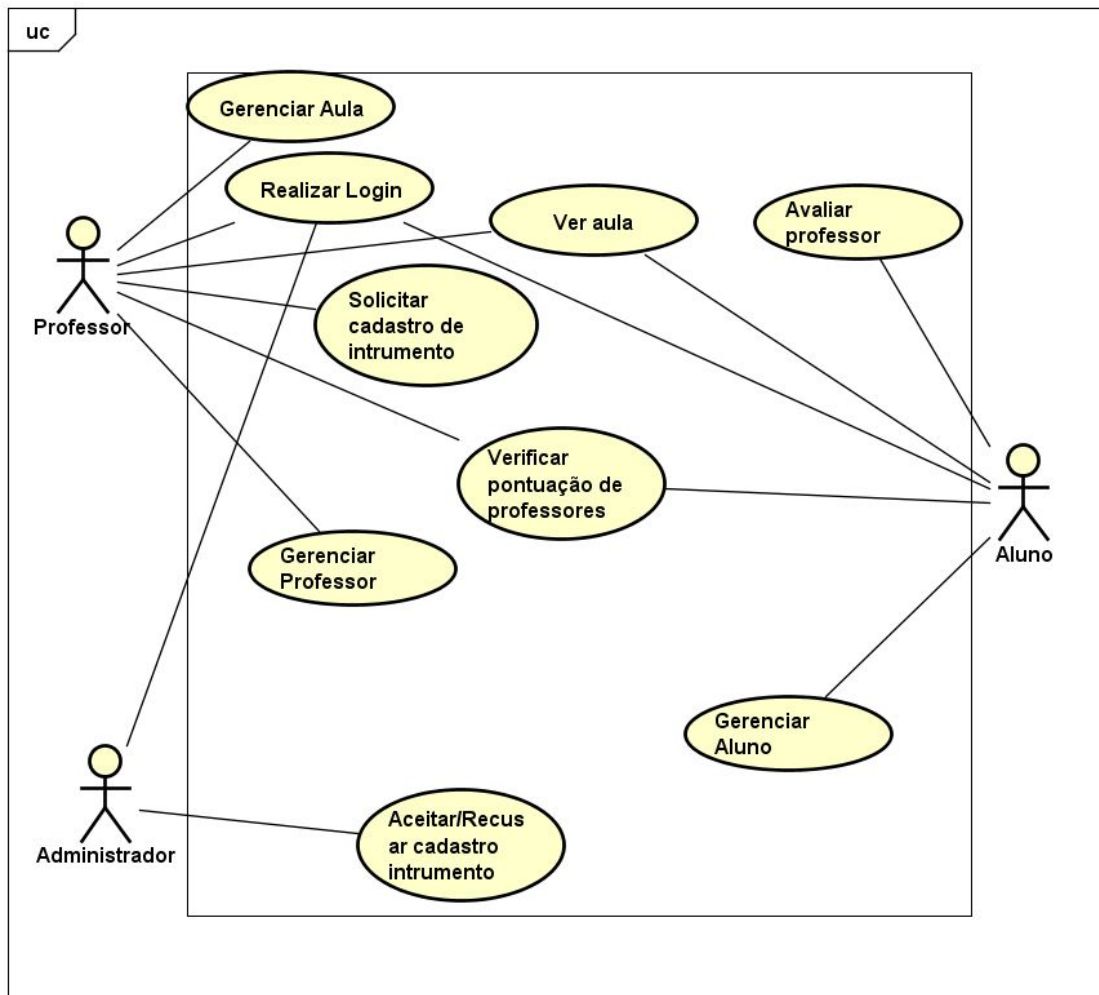 uc
Gerenciar Aula
Realizar Login
Ver aula
Avaliar
professor
Professor
Solicitar
cadastro de
intrumento
Verificar
pontuação de
professores
Aluno
Gerenciar
Professor
Gerenciar
Aluno
Administrador
Aceitar/Recus
ar cadastro
intrumento